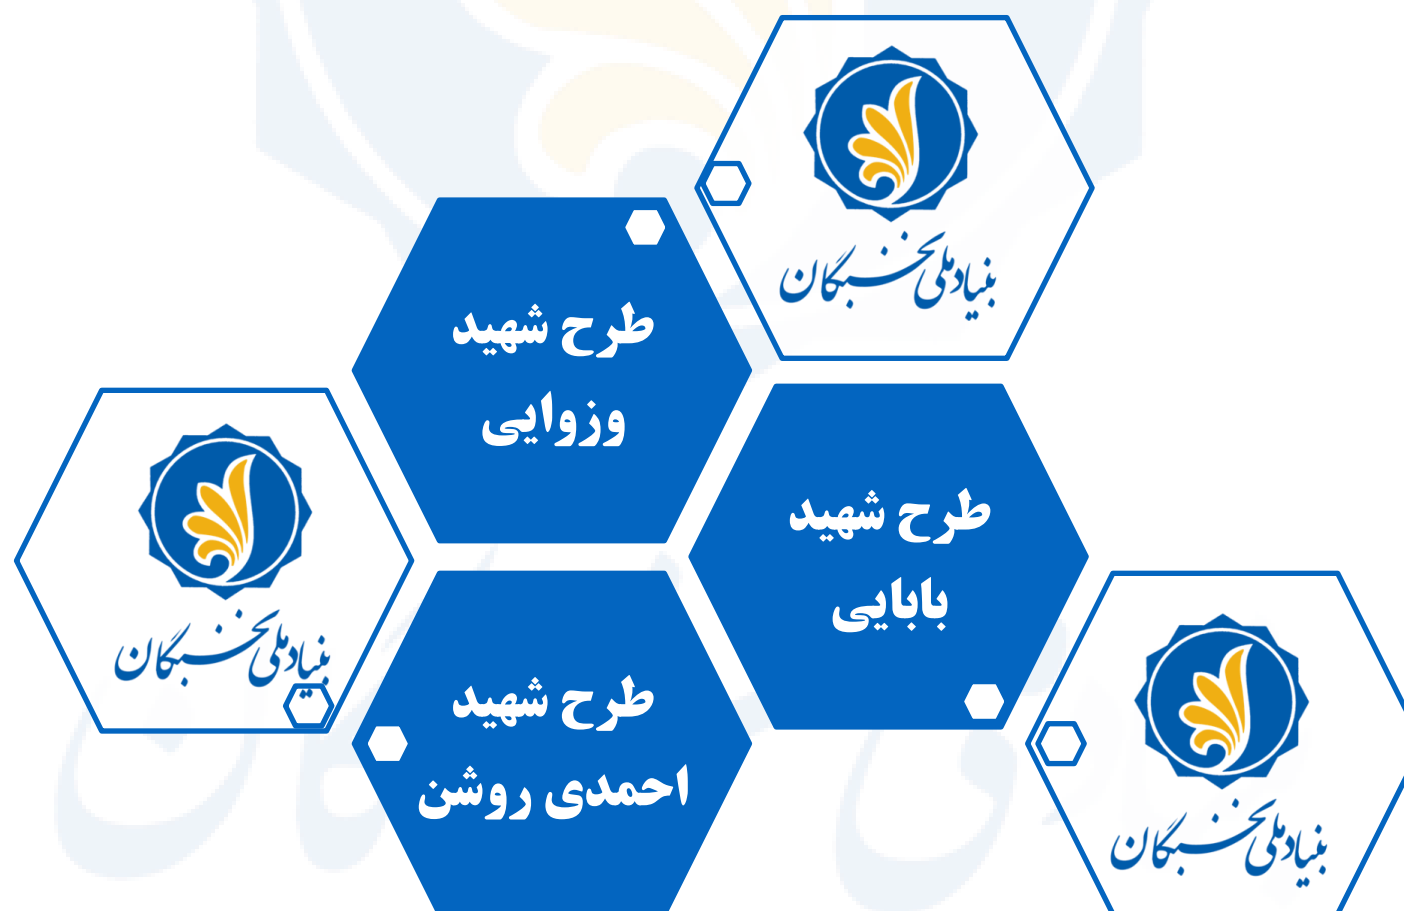 بنیاد ملی نخبگان
طرح شهید
وزوایی
طرح شهید
بابایی
بنیاد ملی نخبگان
طرح شهید
احمدی روشن
بنیاد ملی نخبگان